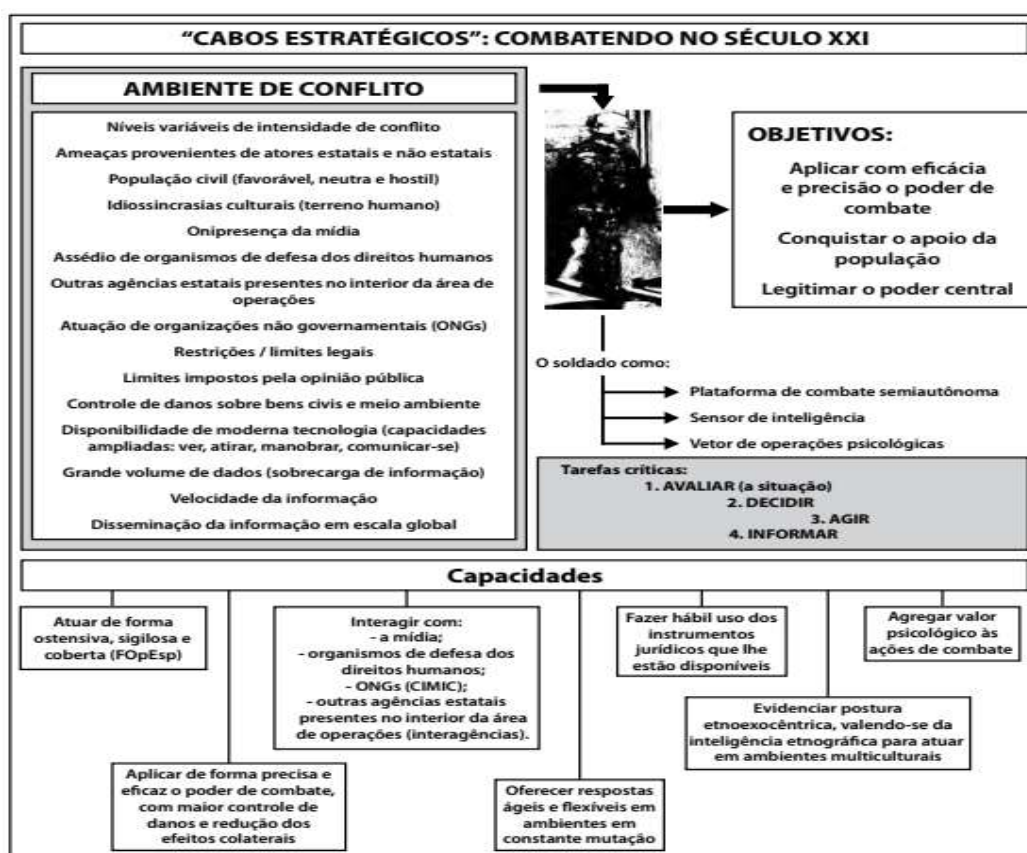 “CABOS ESTRATÉGICOS”: COMBATENDO NO SÉCULO XXI
AMBIENTE DE CONFLITO
Níveis variáveis de intensidade de conflito
Ameaças provenientes de atores estatais e não estatais
População civil (favorável, neutra e hostil)
Idiossincrasias culturais (terreno humano)
Onipresença da mídia
Assédio de organismos de defesa dos direitos humanos
Outras agências estatais presentes no interior da área de
operações
Atuação de organizações não governamentais (ONGs)
Restrições / limites legais
Limites impostos pela opinião pública
Controle de danos sobre bens civis e meio ambiente
Disponibilidade de moderna tecnologia (capacidades
ampliadas: ver, atirar, manobrar, comunicar-se)
Grande volume de dados (sobrecarga de informação)
Velocidade da informação
Disseminação da informação em escala global
OBJETIVOS:
Aplicar com eficácia
e precisão o poder de
combate
Conquistar o apoio da
população
Legitimar o poder central
O soldado como:
Plataforma de combate semiautônoma
Sensor de inteligência
Vetor de operações psicológicas
Tarefas críticas:
1. AVALIAR (a situação)
2. DECIDIR
3. AGIR
4. INFORMAR
Capacidades
Atuar de forma
ostensiva, sigilosa e
coberta (FOpEsp)
Aplicar de forma precisa e
eficaz o poder de combate,
com maior controle de
danos e redução dos
efeitos colaterais
Interagir com:
- a mídia;
- organismos de defesa dos
direitos humanos;
- ONGs (CIMIC);
- outras agências estatais
presentes no interior da área
de operações (interagências).
Oferecer respostas
ágeis e flexíveis em
ambientes em
constante mutação
Fazer hábil uso dos
instrumentos
jurídicos que lhe
estão disponíveis
Evidenciar postura
etnoexocêntrica, valendo-se da
inteligência etnográfica para atuar
em ambientes multiculturais
Agregar valor
psicológico às
ações de combate